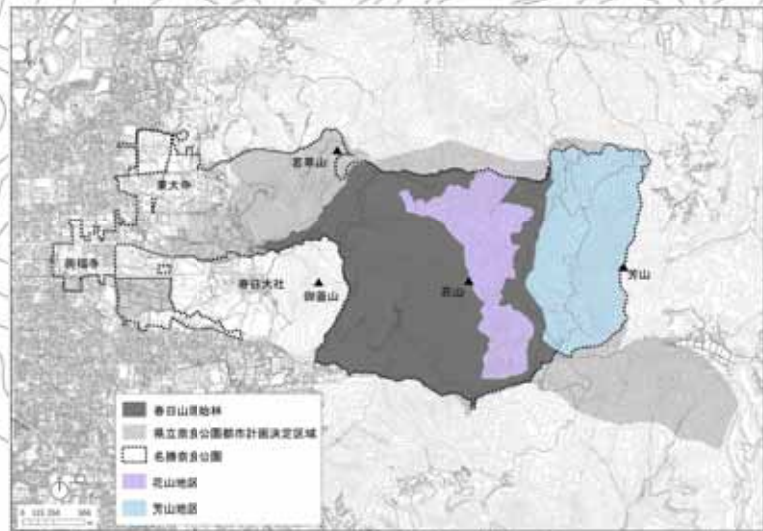 若草山
東大寺
興福寺
春日大社
御蓋山
花山
芳山
春日山原始林
県立奈良公園都市計画決定区域
名勝奈良公園
花山地区
芳山地区